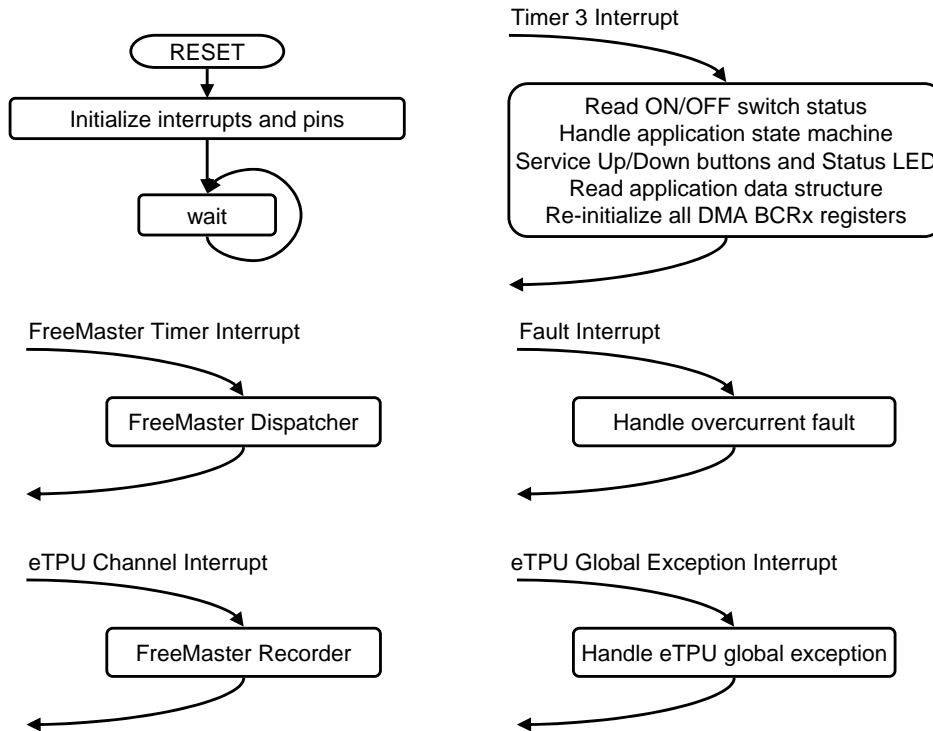 RESET
Initialize interrupts and pins
wait
Timer 3 Interrupt
Read ON/OFF switch status
Handle application state machine
Service Up/Down buttons and Status LED
Read application data structure
Re-initialize all DMA BCRx registers
FreeMaster Timer Interrupt
FreeMaster Dispatcher
Fault Interrupt
Handle overcurrent fault
eTPU Channel Interrupt
FreeMaster Recorder
eTPU Global Exception Interrupt
Handle eTPU global exception